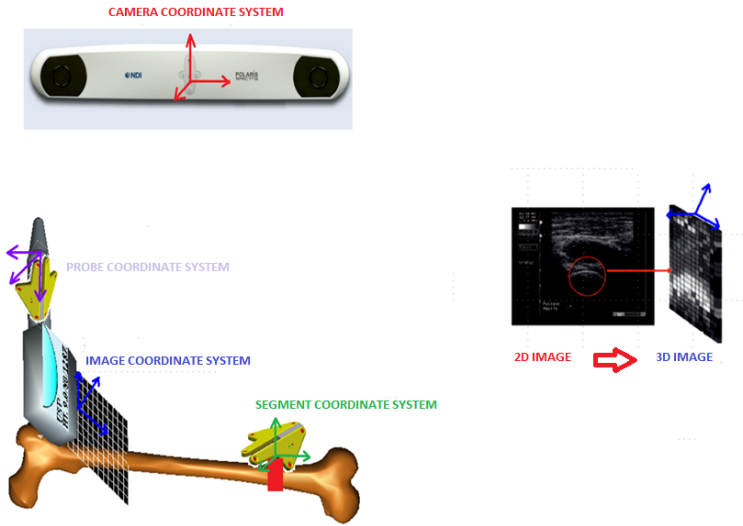 CAMERA COORDINATE SYSTEM
NDI
POLARIS
PROBE COORDINATE SYSTEM
IMAGE COORDINATE SYSTEM
SEGMENT COORDINATE SYSTEM
2D IMAGE
3D IMAGE